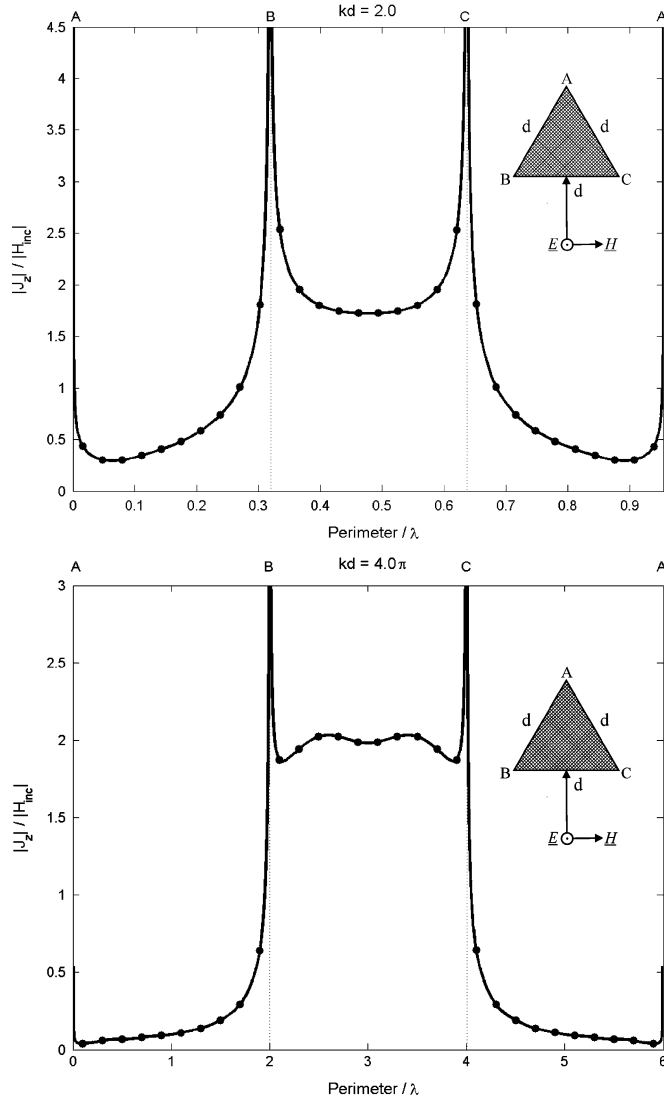 kd = 2.0
A B C A
4.5
4
3.5
3
2.5
2
1.5
1
0.5
0
|J_z| / |H_inc|
A
d d
B C
d
E H
0 0.1 0.2 0.3 0.4 0.5 0.6 0.7 0.8 0.9
Perimeter / λ
kd = 4.0π
A B C A
3
2.5
2
1.5
1
0.5
0
|J_z| / |H_inc|
A
d d
B C
d
E H
0 1 2 3 4 5 6
Perimeter / λ